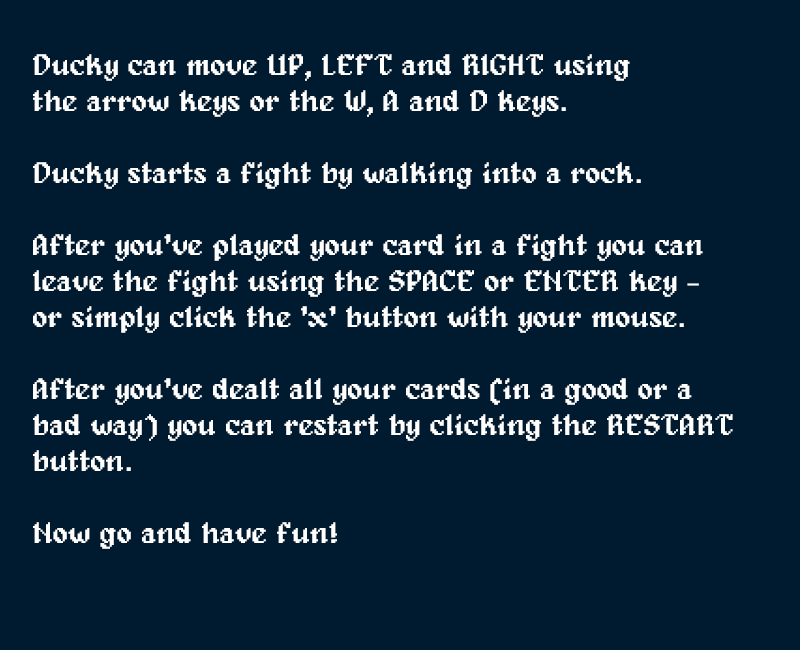 Ducky can move UP, LEFT and RIGHT using
the arrow keys or the W, A and D keys.
Ducky starts a fight by walking into a rock.
After you've played your card in a fight you can
leave the fight using the SPACE or ENTER key -
or simply click the 'x' button with your mouse.
After you've dealt all your cards (in a good or a
bad way) you can restart by clicking the RESTART
button.
Now go and have fun!